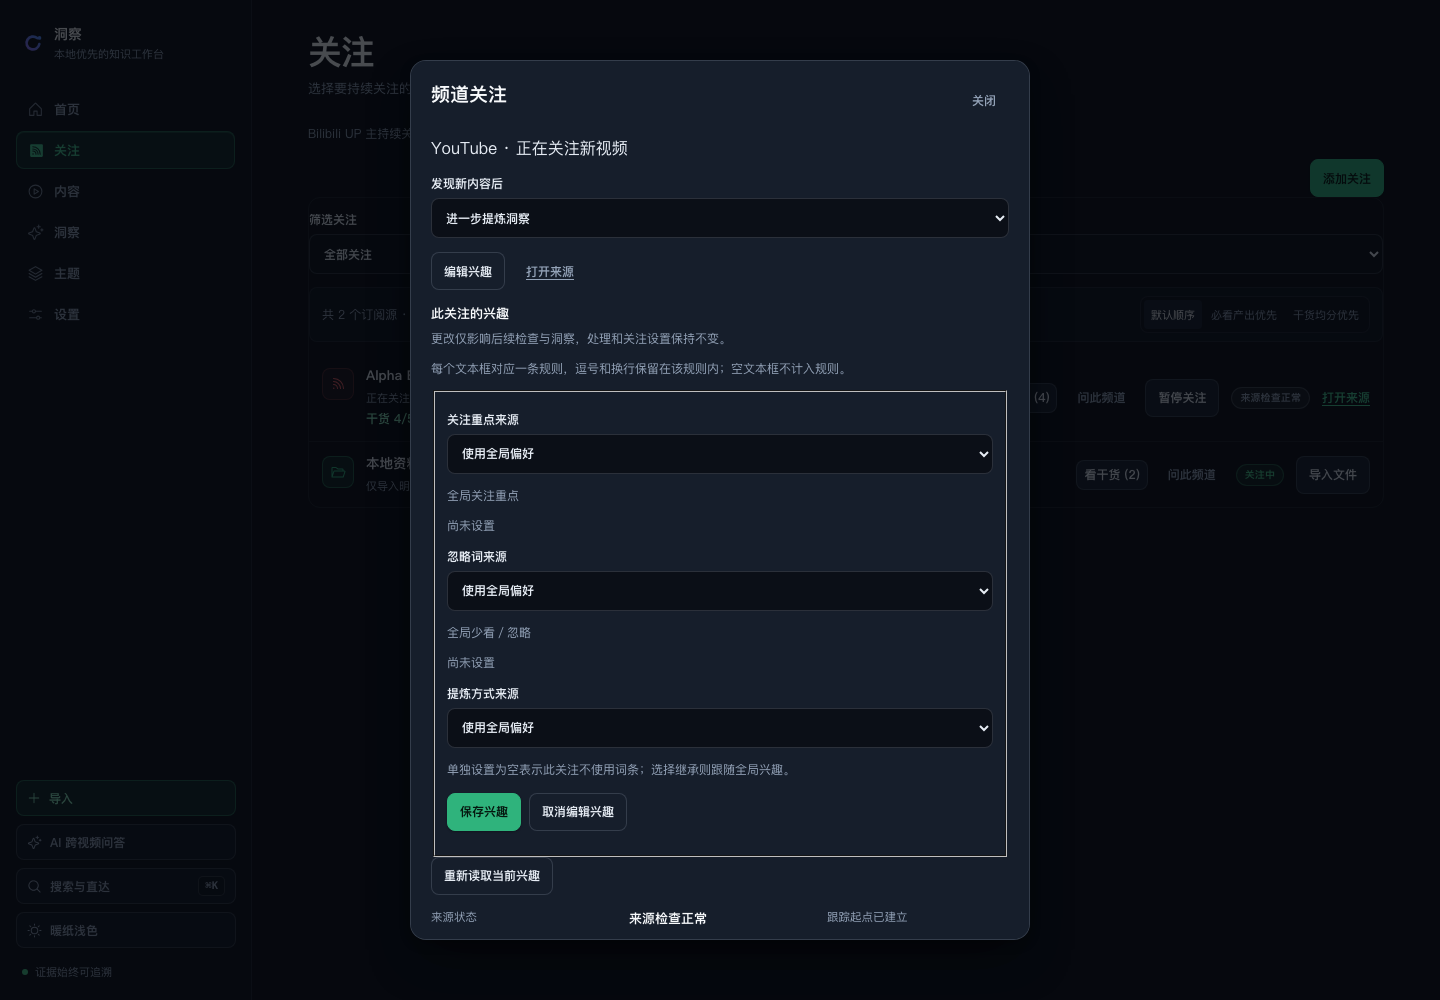 洞察
本地优先的知识工作台
首页
关注
内容
洞察
主题
设置
导入
AI 跨视频问答
搜索与直达
⌘K
暖纸浅色
证据始终可追溯
关注
选择要持续关注的
Bilibili UP 主持续关
添加关注
筛选关注
全部关注
共 2 个订阅源 ·
默认顺序
必看产出优先
干货均分优先
Alpha
正在关注
干货 4/
(4)
问此频道
暂停关注
来源检查正常
打开来源
本地资料
仅导入明
看干货 (2)
问此频道
关注中
导入文件
频道关注
关闭
YouTube · 正在关注新视频
发现新内容后
进一步提炼洞察
编辑兴趣
打开来源
此关注的兴趣
更改仅影响后续检查与洞察，处理和关注设置保持不变。
每个文本框对应一条规则，逗号和换行保留在该规则内；空文本框不计入规则。
关注重点来源
使用全局偏好
全局关注重点
尚未设置
忽略词来源
使用全局偏好
全局少看 / 忽略
尚未设置
提炼方式来源
使用全局偏好
单独设置为空表示此关注不使用词条；选择继承则跟随全局兴趣。
保存兴趣
取消编辑兴趣
重新读取当前兴趣
来源状态
来源检查正常
跟踪起点已建立